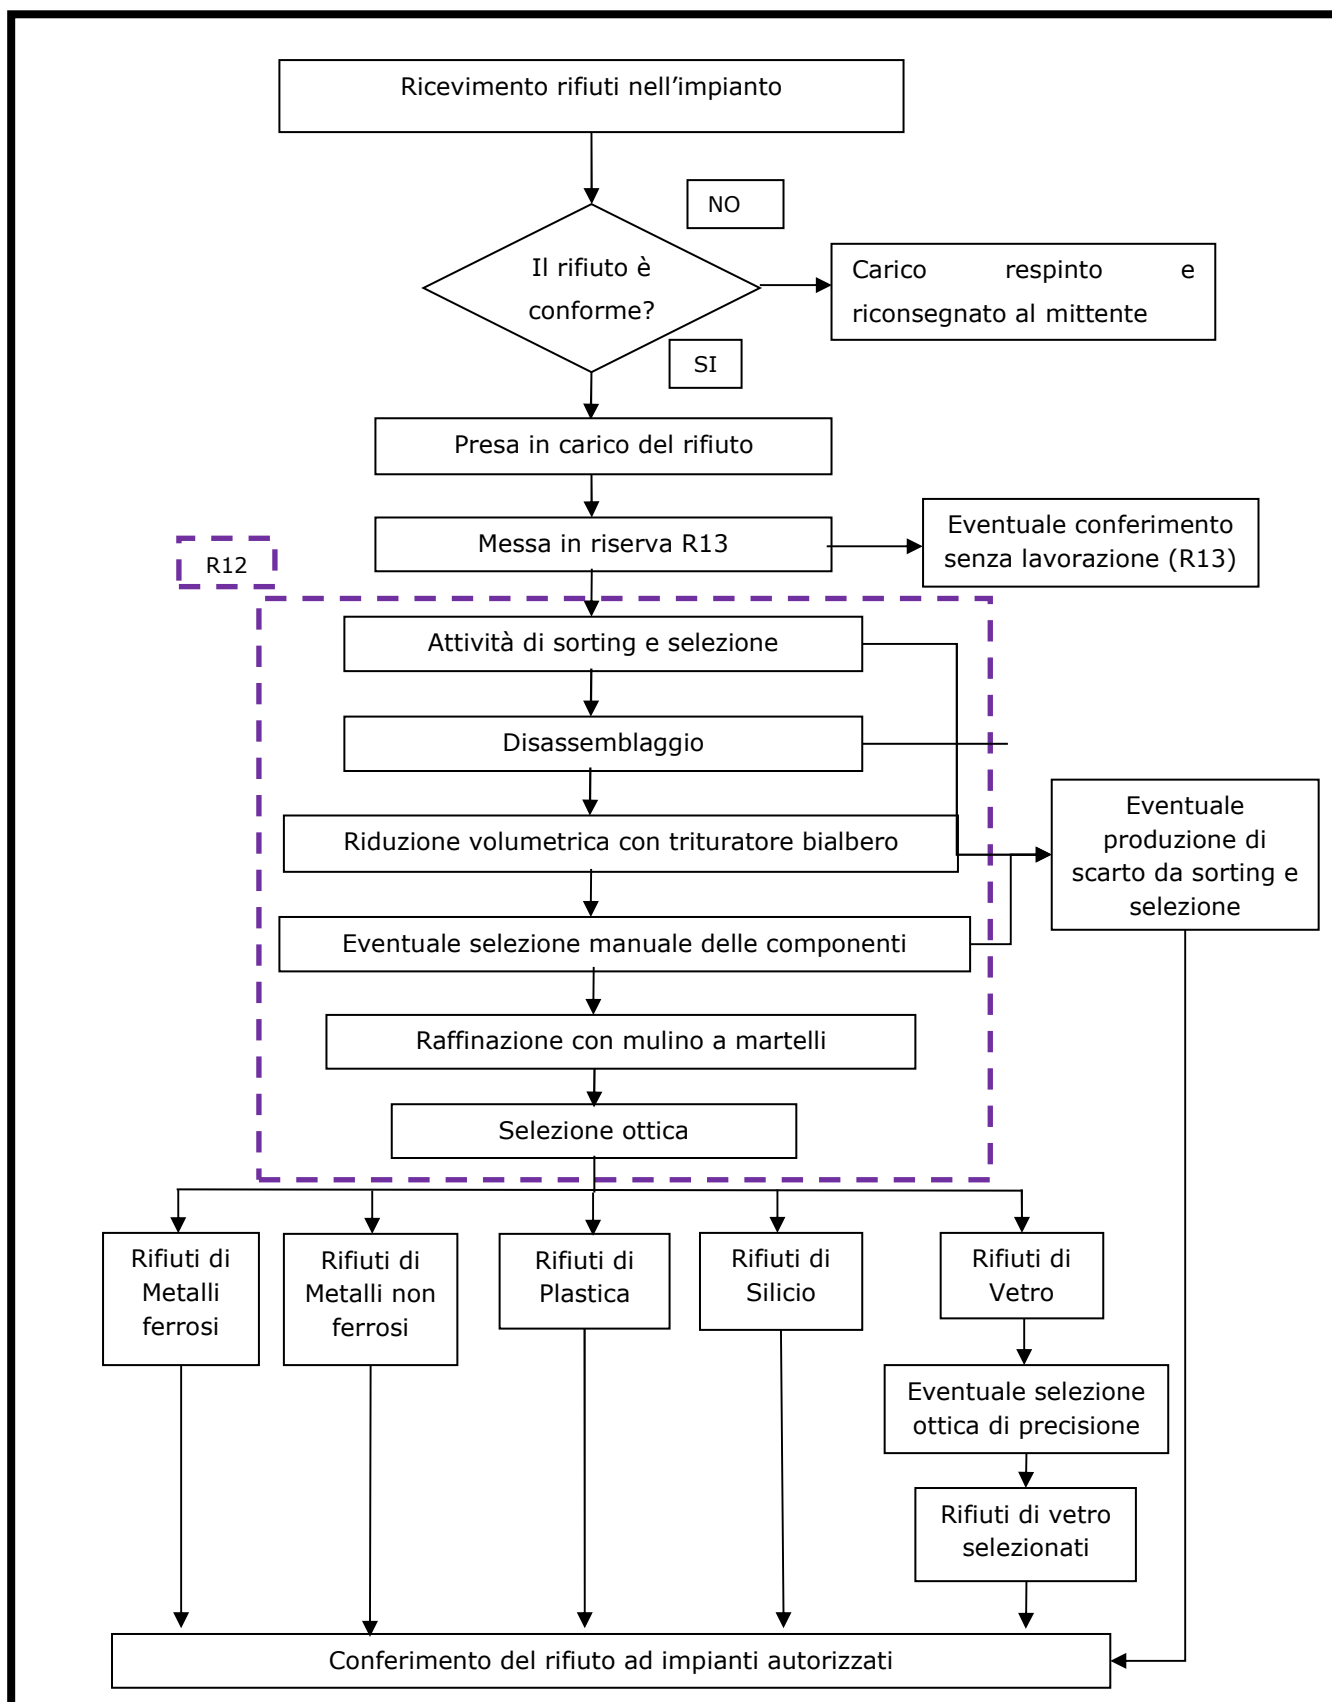 Ricevimento rifiuti nell’impianto
NO
Il rifiuto è
conforme?
Carico respinto e
riconsegnato al mittente
SI
Presa in carico del rifiuto
Messa in riserva R13
Eventuale conferimento
senza lavorazione (R13)
R12
Attività di sorting e selezione
Disassemblaggio
Riduzione volumetrica con trituratore bialbero
Eventuale
produzione di
scarto da sorting e
selezione
Eventuale selezione manuale delle componenti
Raffinazione con mulino a martelli
Selezione ottica
Rifiuti di
Metalli
ferrosi
Rifiuti di
Metalli non
ferrosi
Rifiuti di
Plastica
Rifiuti di
Silicio
Rifiuti di
Vetro
Eventuale selezione
ottica di precisione
Rifiuti di vetro
selezionati
Conferimento del rifiuto ad impianti autorizzati